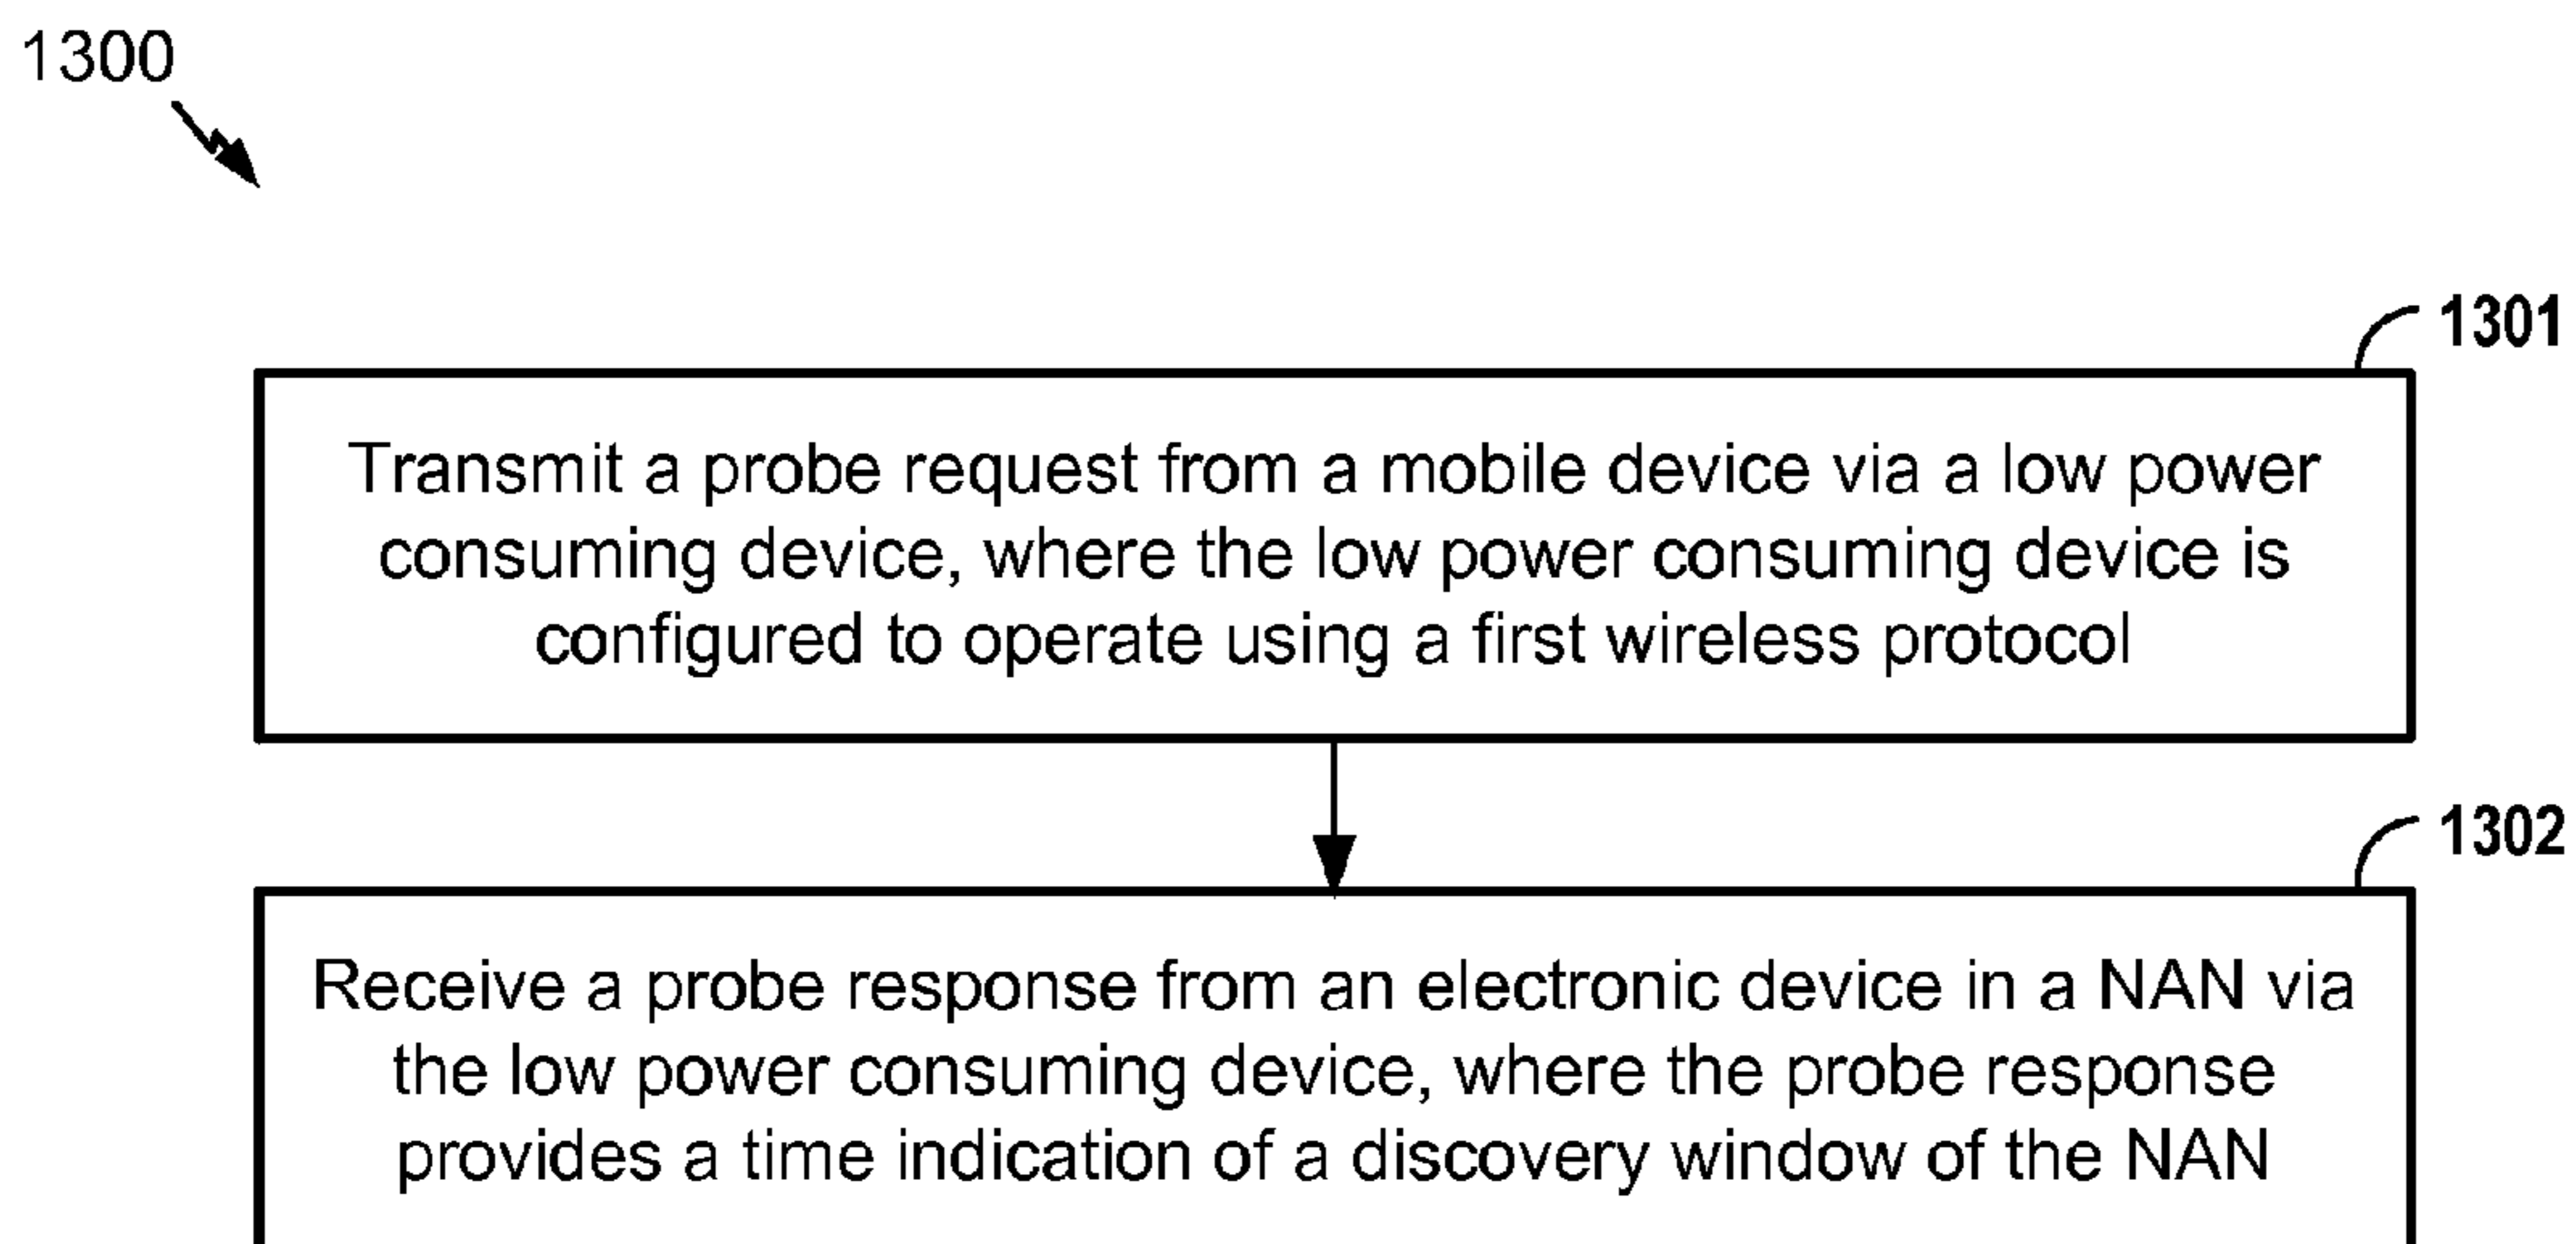 1300
1301
Transmit a probe request from a mobile device via a low power
consuming device, where the low power consuming device is
configured to operate using a first wireless protocol
1302
Receive a probe response from an electronic device in a NAN via
the low power consuming device, where the probe response
provides a time indication of a discovery window of the NAN